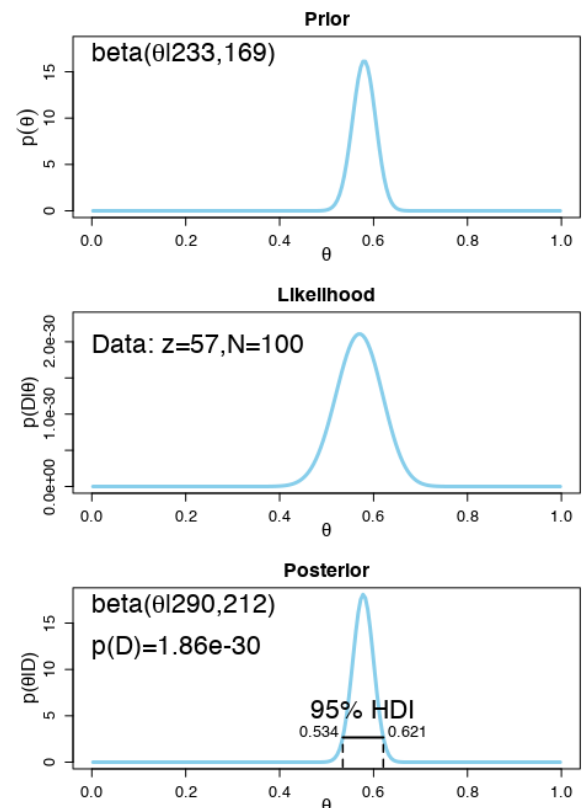 Prior
beta(θ|233,169)
p(θ)
15
10
5
0
0.0 0.2 0.4 0.6 0.8 1.0
θ
Likelihood
Data: z=57,N=100
p(D|θ)
2.0e-30
1.0e-30
0.0e+00
0.0 0.2 0.4 0.6 0.8 1.0
θ
Posterior
beta(θ|290,212)
p(D)=1.86e-30
p(θ|D)
15
10
5
0
95% HDI
0.534 0.621
0.0 0.2 0.4 0.6 0.8 1.0
θ